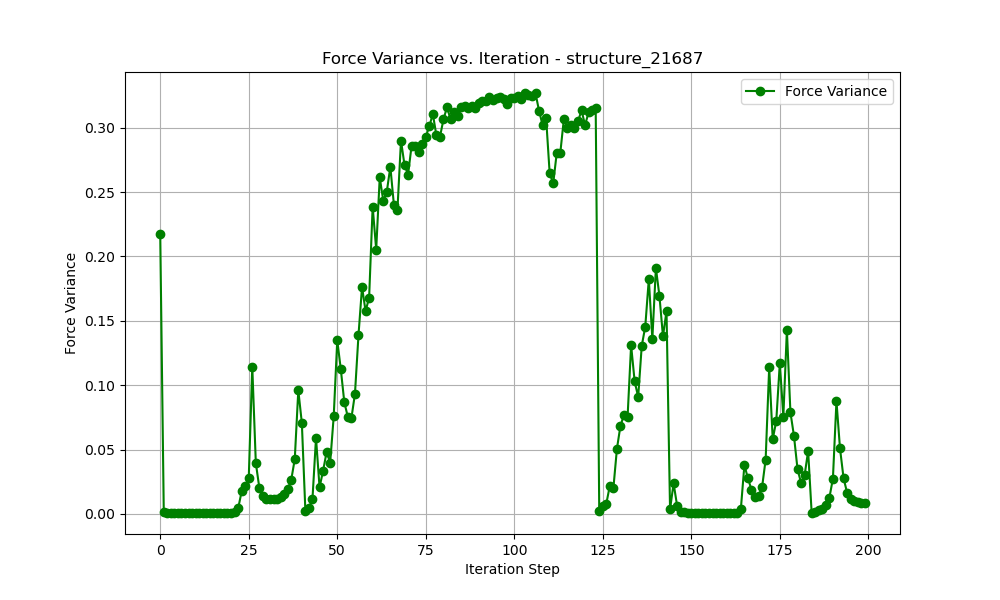 Force Variance vs. Iteration - structure_21687
Force Variance
0.30
0.25
0.20
0.15
0.10
0.05
0.00
Force Variance
0 25 50 75 100 125 150 175 200
Iteration Step